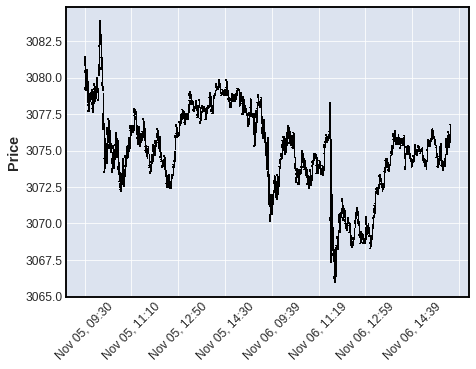 3082.5
3080.0
3077.5
3075.0
3072.5
3070.0
3067.5
3065.0
Price
Nov 05, 09:30
Nov 05, 11:10
Nov 05, 12:50
Nov 05, 14:30
Nov 06, 09:39
Nov 06, 11:19
Nov 06, 12:59
Nov 06, 14:39